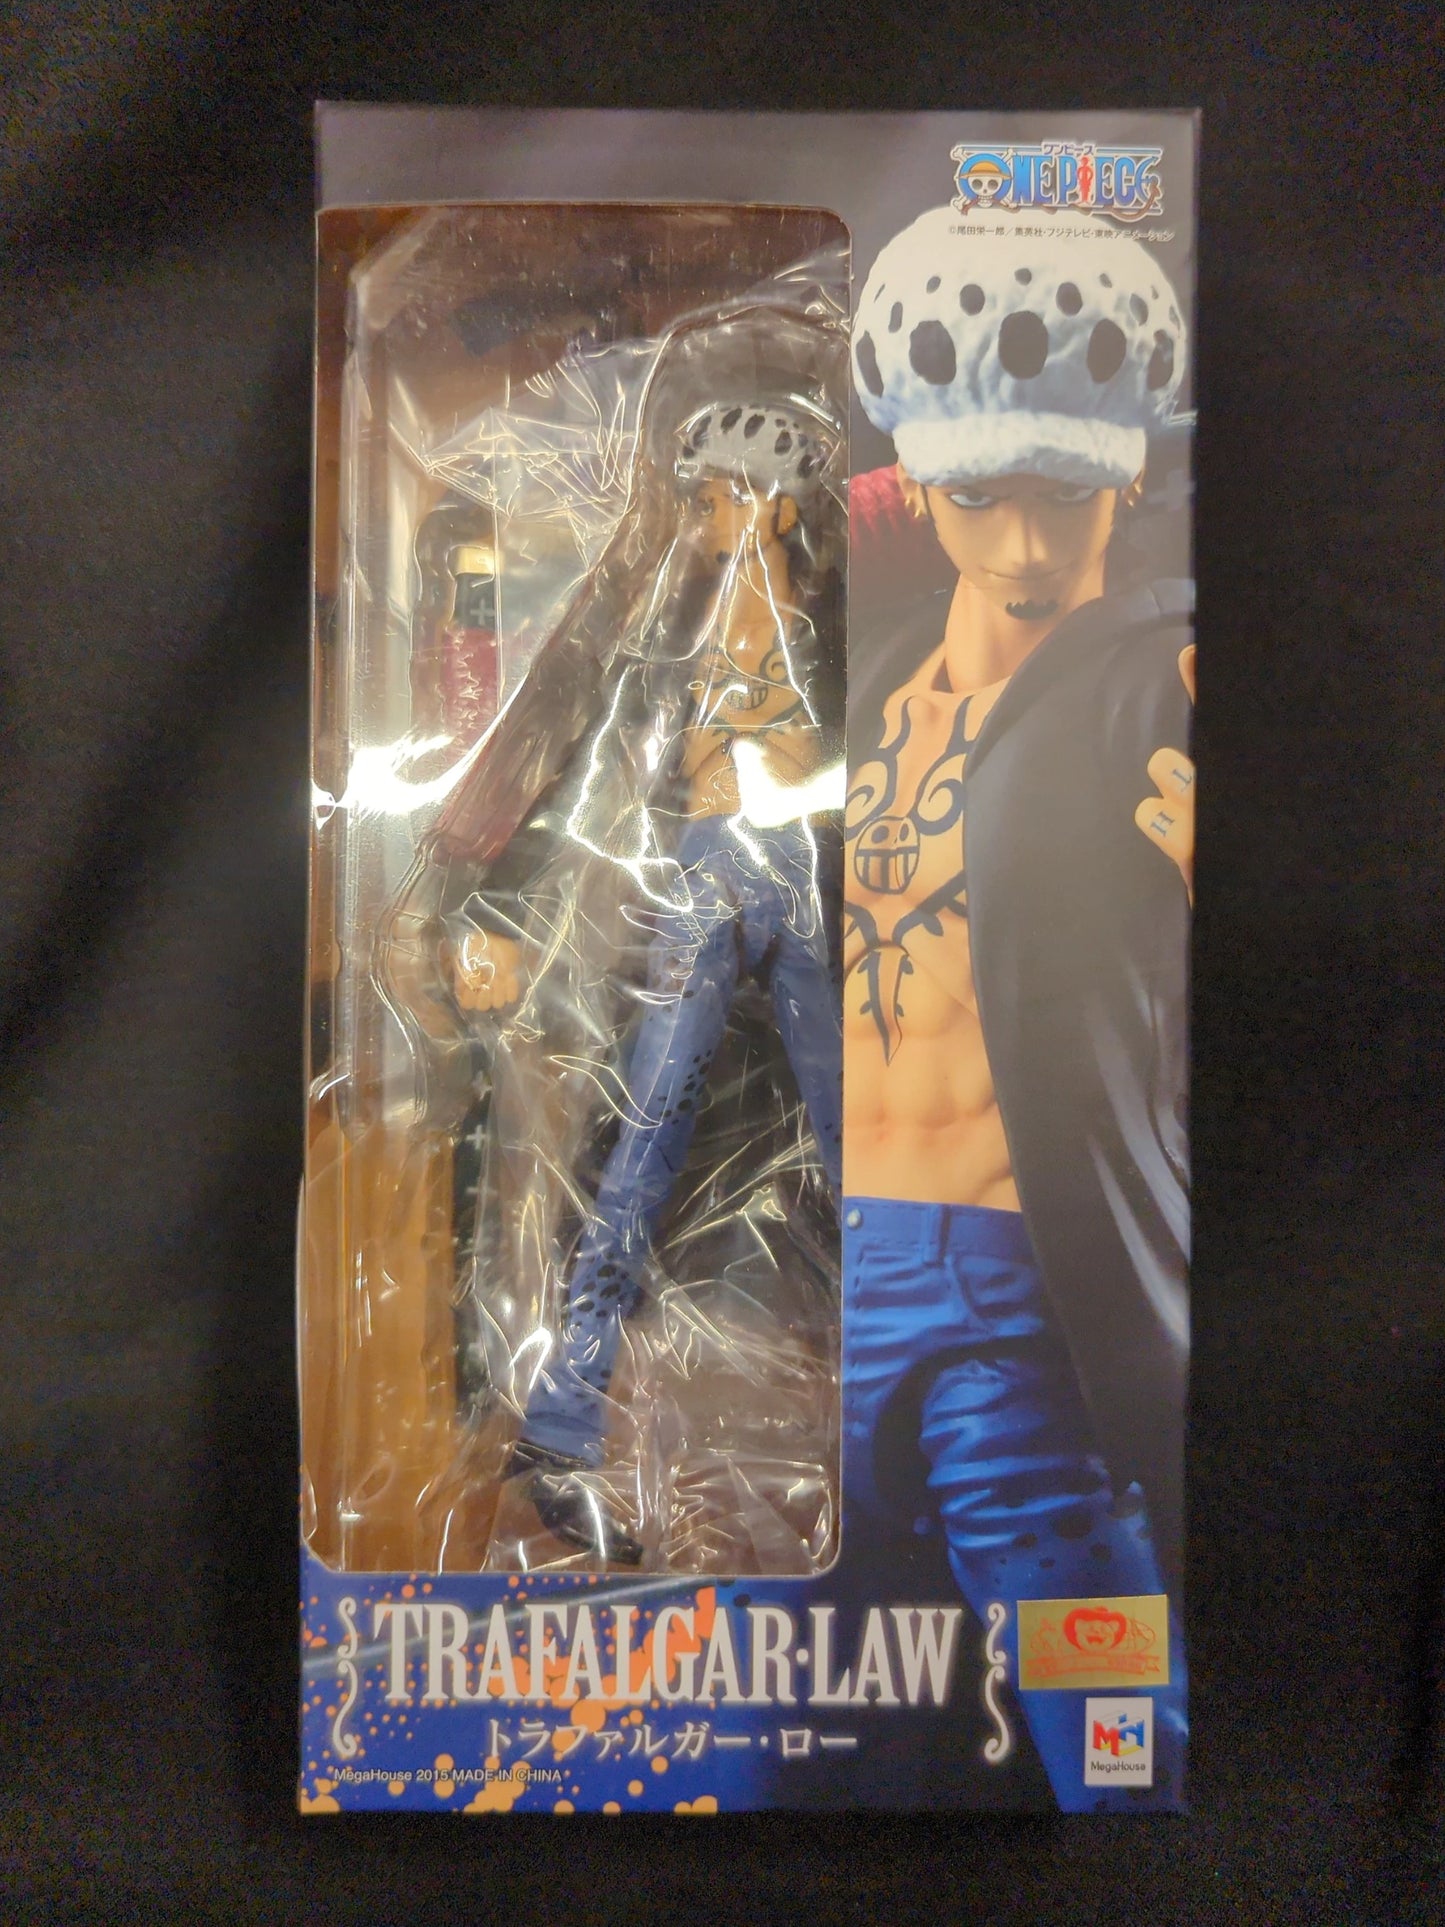 ワンピース
ONE PIECE
©尾田栄一郎／集英社・フジテレビ・東映アニメーション
L
H
TRAFALGAR·LAW
トラファルガー・ロー
MegaHouse 2015 MADE IN CHINA
MH
MegaHouse